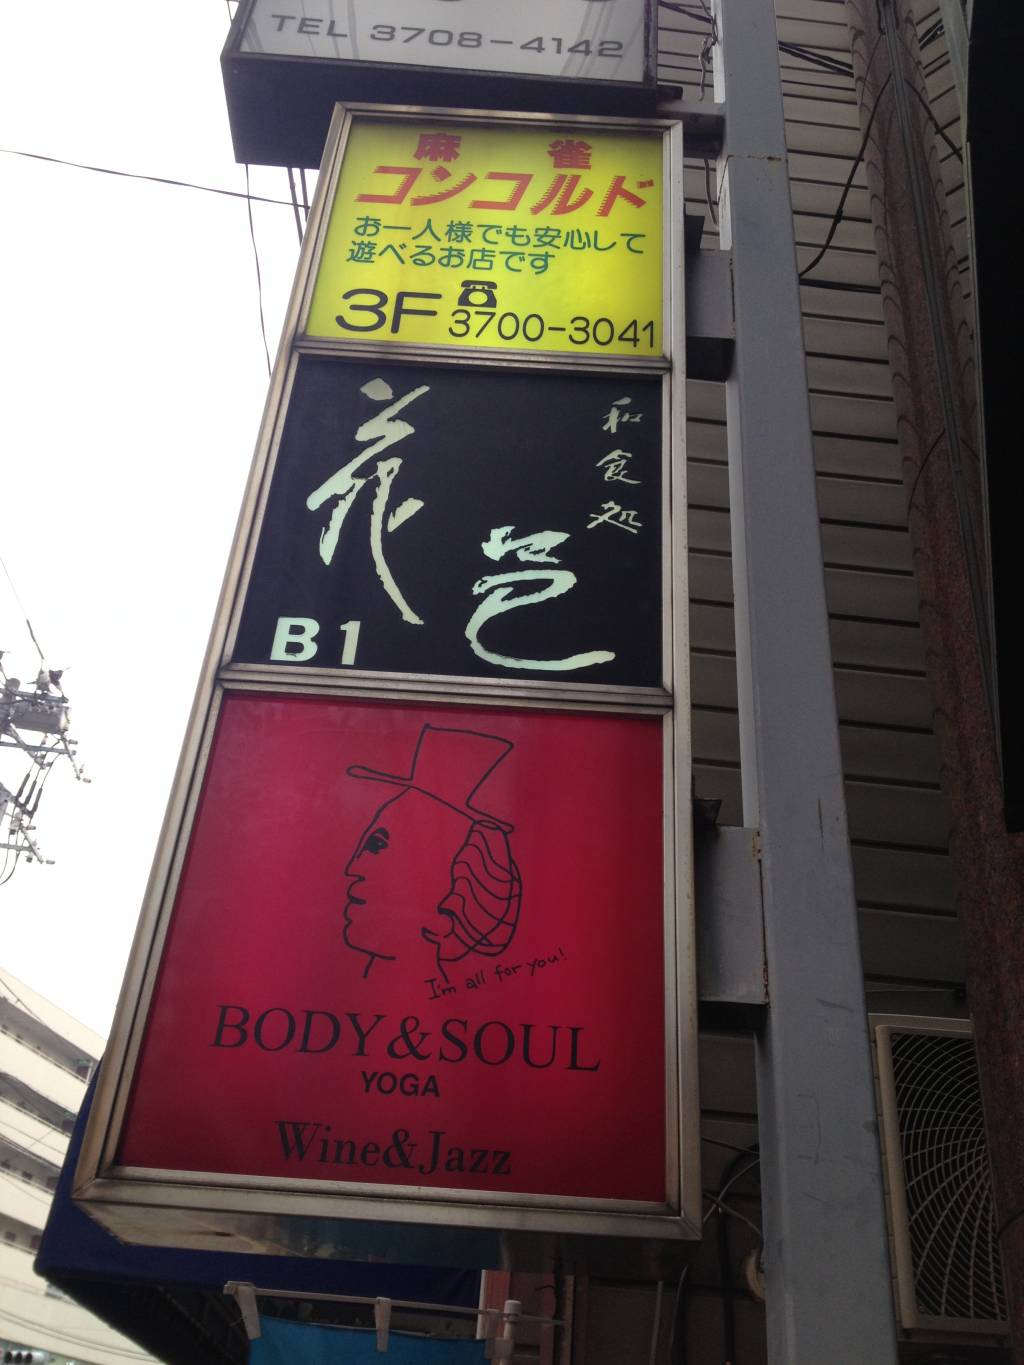 TEL 3708-4142
麻雀
コンコルド
お一人様でも安心して
遊べるお店です
3F ☎ 3700-3041
和食処
花邑
B1
I'm all for you!
BODY&SOUL
YOGA
Wine&Jazz